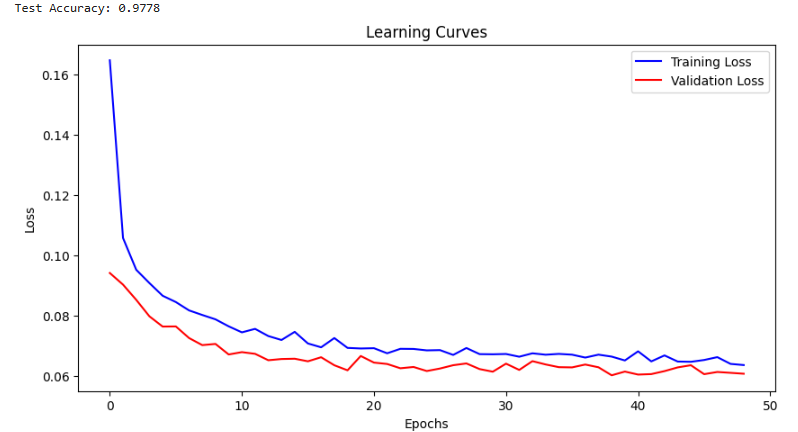 Test Accuracy: 0.9778
Learning Curves
Training Loss
Validation Loss
0.16
0.14
0.12
0.10
0.08
0.06
Loss
0 10 20 30 40 50
Epochs